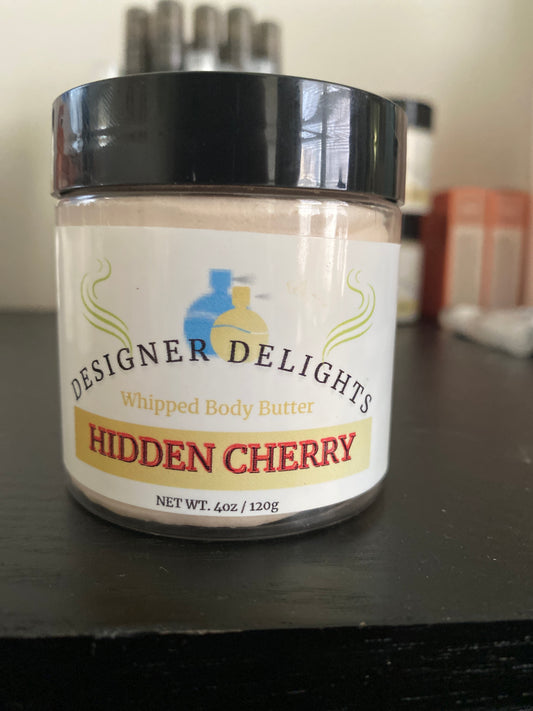 DESIGNER DELIGHTS
Whipped Body Butter
HIDDEN CHERRY
NET WT. 4oz / 120g